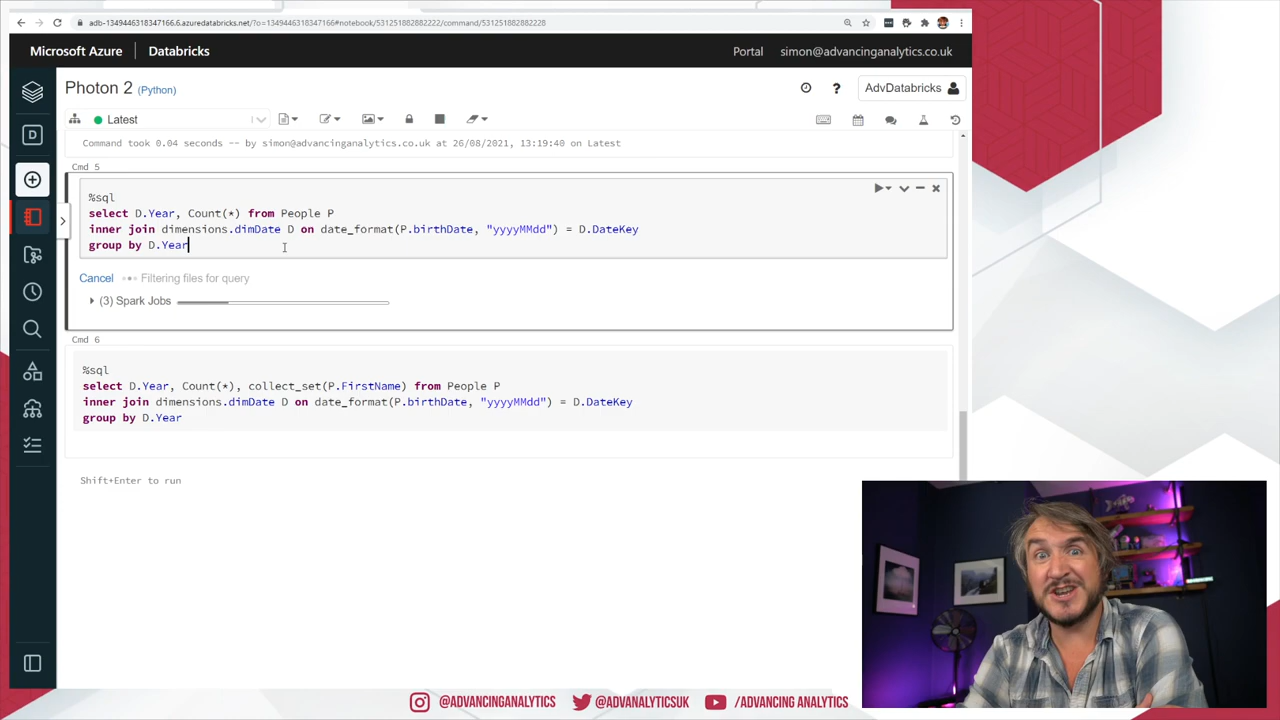 adb-1349446318347166.6.azuredatabricks.net/?o=1349446318347166#notebook/531251882882222/command/531251882882228
Microsoft Azure
Databricks
Portal
simon@advancinganalytics.co.uk
Photon 2 (Python)
AdvDatabricks
Latest
Command took 0.04 seconds -- by simon@advancinganalytics.co.uk at 26/08/2021, 13:19:40 on Latest
Cmd 5
%sql
select D.Year, Count(*) from People P
inner join dimensions.dimDate D on date_format(P.birthDate, "yyyyMMdd") = D.DateKey
group by D.Year
Cancel
Filtering files for query
(3) Spark Jobs
Cmd 6
%sql
select D.Year, Count(*), collect_set(P.FirstName) from People P
inner join dimensions.dimDate D on date_format(P.birthDate, "yyyyMMdd") = D.DateKey
group by D.Year
Shift+Enter to run
@ADVANCINGANALYTICS
@ADVANALYTICSUK
/ADVANCING ANALYTICS